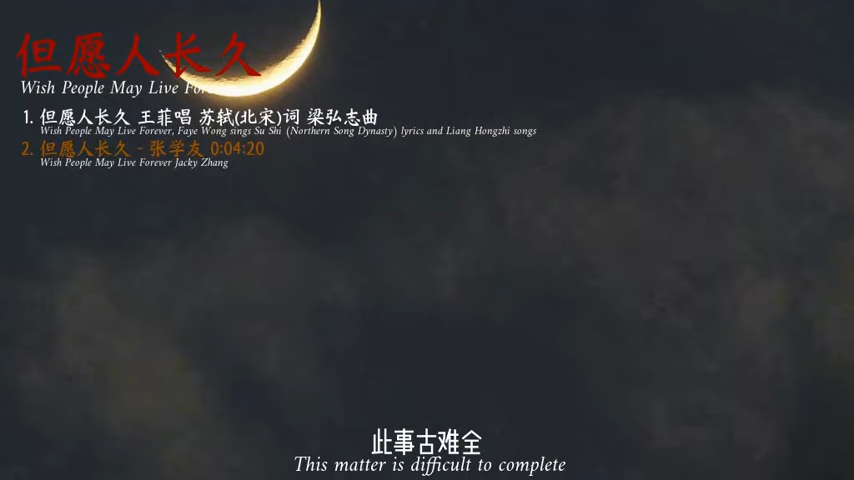 但愿人长久
Wish People May Live Forever
1. 但愿人长久 王菲唱 苏轼(北宋)词 梁弘志曲
Wish People May Live Forever, Faye Wong sings Su Shi (Northern Song Dynasty) lyrics and Liang Hongzhi songs
2. 但愿人长久 - 张学友 0:04:20
Wish People May Live Forever Jacky Zhang
此事古难全
This matter is difficult to complete